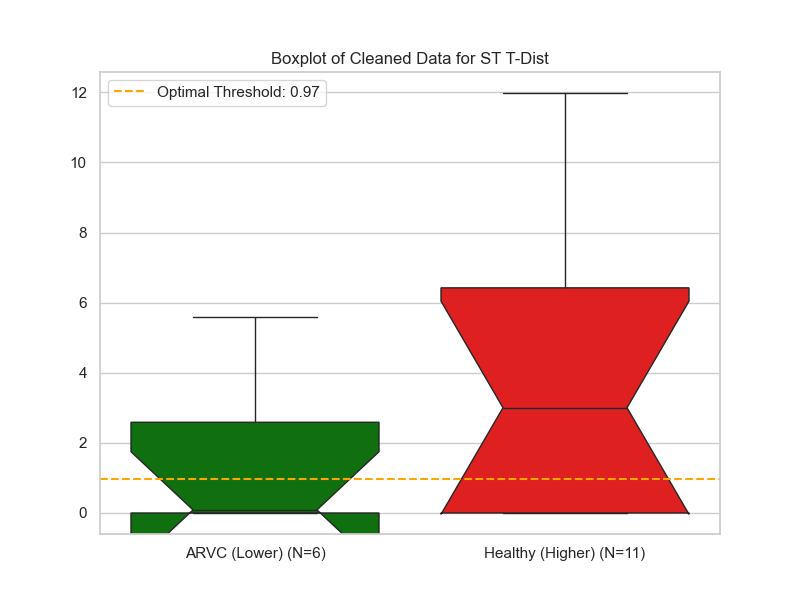 Boxplot of Cleaned Data for ST T-Dist
Optimal Threshold: 0.97
12
10
8
6
4
2
0
ARVC (Lower) (N=6)
Healthy (Higher) (N=11)